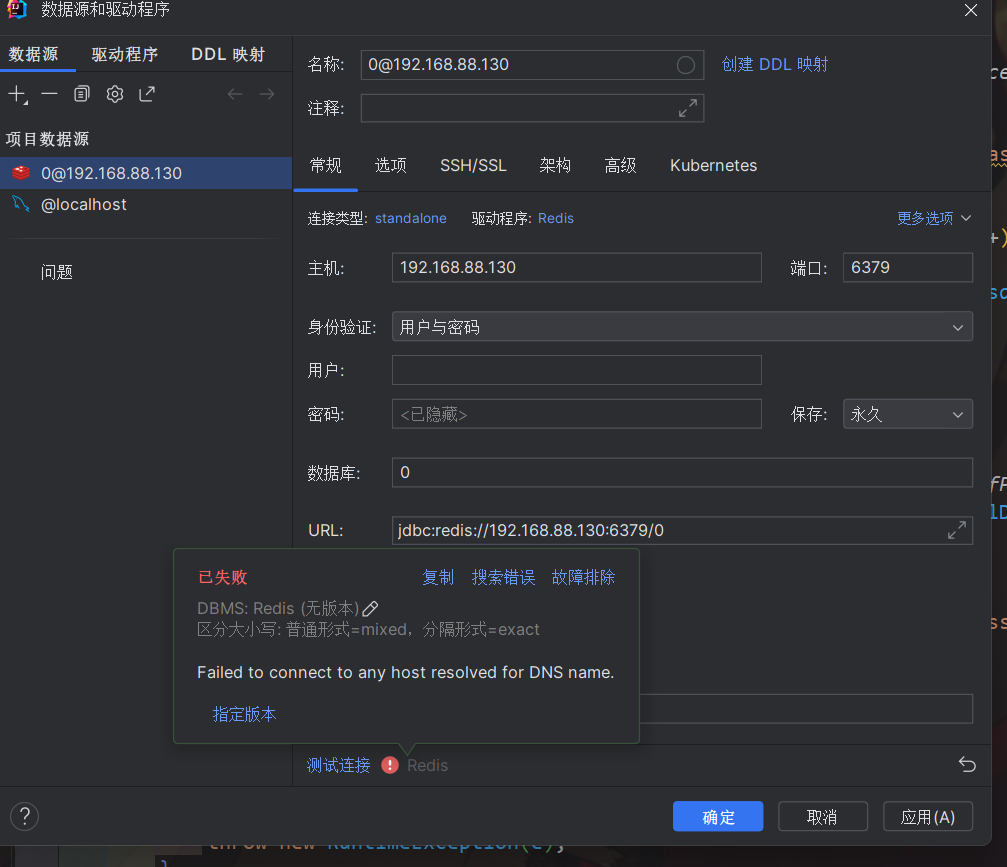 数据源和驱动程序
数据源 驱动程序 DDL 映射
项目数据源
0@192.168.88.130
@localhost
问题
名称: 0@192.168.88.130 创建 DDL 映射
注释:
常规 选项 SSH/SSL 架构 高级 Kubernetes
连接类型: standalone 驱动程序: Redis 更多选项
主机: 192.168.88.130 端口: 6379
身份验证: 用户与密码
用户:
密码: <已隐藏> 保存: 永久
数据库: 0
URL: jdbc:redis://192.168.88.130:6379/0
已失败 复制 搜索错误 故障排除
DBMS: Redis (无版本)
区分大小写: 普通形式=mixed，分隔形式=exact
Failed to connect to any host resolved for DNS name.
指定版本
测试连接 Redis
? 确定 取消 应用(A)
throw new RuntimeException(e);
}